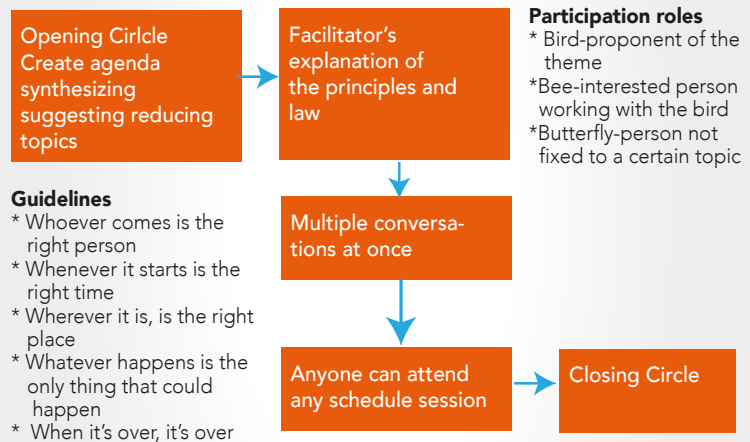 Opening Cirlcle
Create agenda
synthesizing
suggesting reducing
topics
Facilitator's
explanation of
the principles and
law
Participation roles
* Bird-proponent of the
theme
*Bee-interested person
working with the bird
*Butterfly-person not
fixed to a certain topic
Guidelines
* Whoever comes is the
right person
* Whenever it starts is the
right time
* Wherever it is, is the right
place
* Whatever happens is the
only thing that could
happen
* When it's over, it's over
Multiple conversa-
tions at once
Anyone can attend
any schedule session
Closing Circle